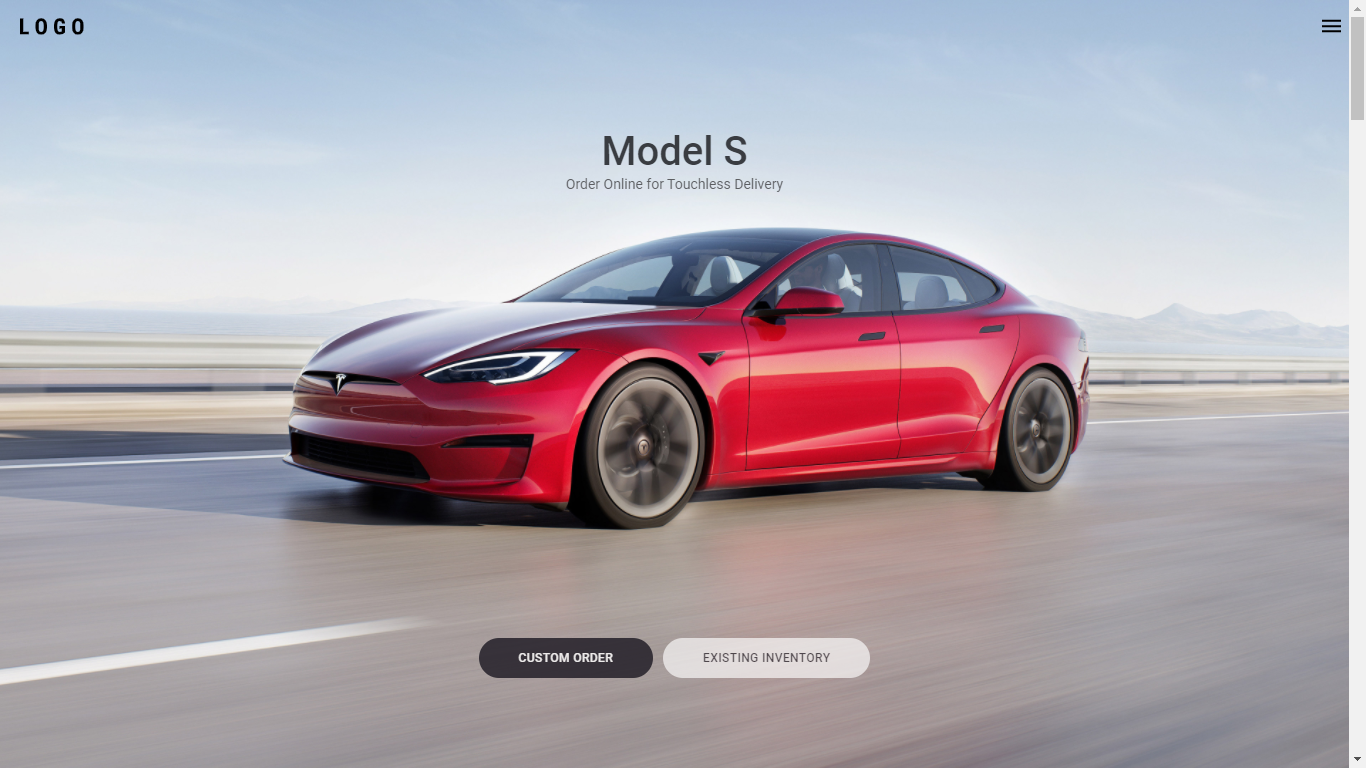 LOGO
Model S
Order Online for Touchless Delivery
CUSTOM ORDER
EXISTING INVENTORY